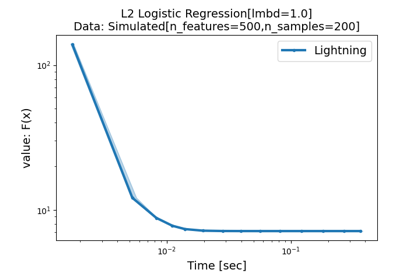 L2 Logistic Regression[lmbd=1.0]
Data: Simulated[n_features=500,n_samples=200]
Lightning
value: F(x)
10²
10¹
10⁻²
10⁻¹
Time [sec]